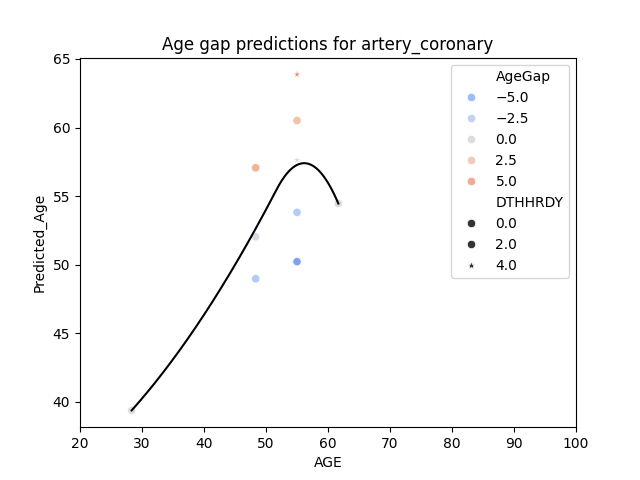 Age gap predictions for artery_coronary
65
60
55
50
45
40
Predicted_Age
20 30 40 50 60 70 80 90 100
AGE
AgeGap
−5.0
−2.5
0.0
2.5
5.0
DTHHRDY
0.0
2.0
4.0